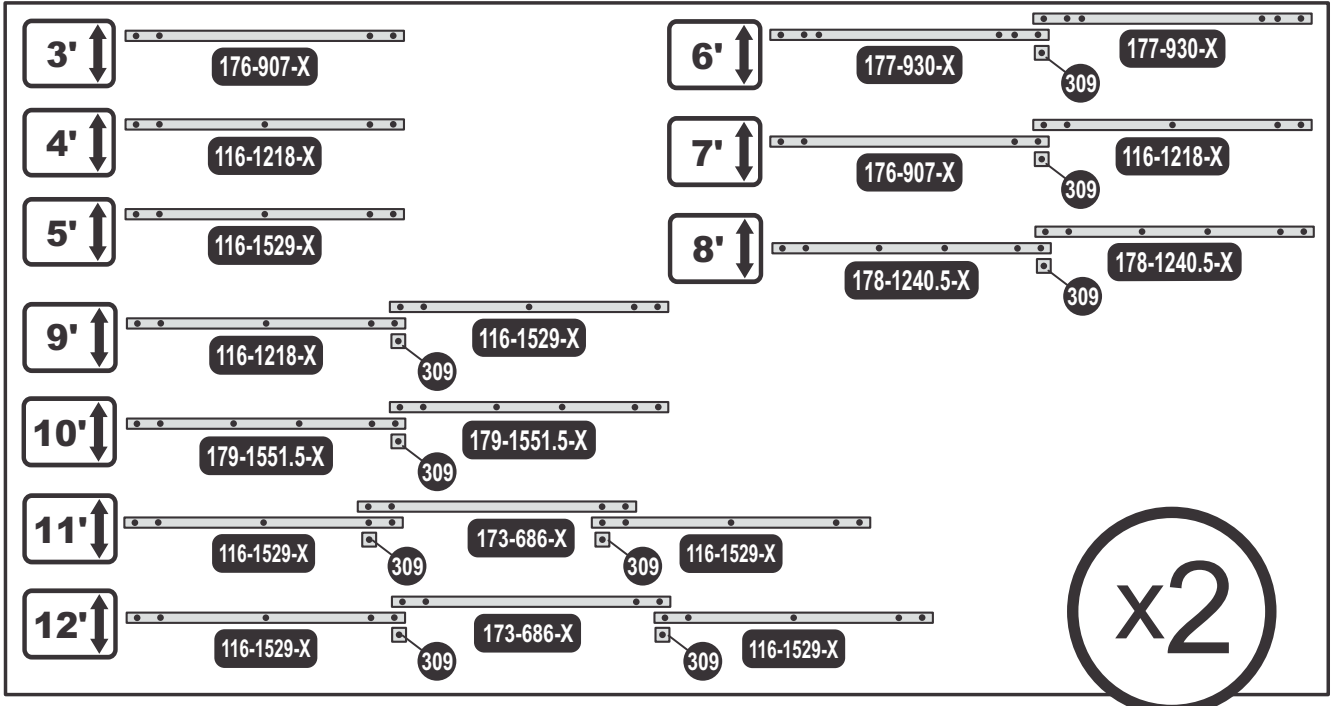 3'
176-907-X
4'
116-1218-X
5'
116-1529-X
6'
177-930-X
177-930-X
309
7'
176-907-X
116-1218-X
309
8'
178-1240.5-X
178-1240.5-X
309
9'
116-1218-X
116-1529-X
309
10'
179-1551.5-X
179-1551.5-X
309
11'
116-1529-X
309
173-686-X
309
116-1529-X
12'
116-1529-X
309
173-686-X
309
116-1529-X
x2